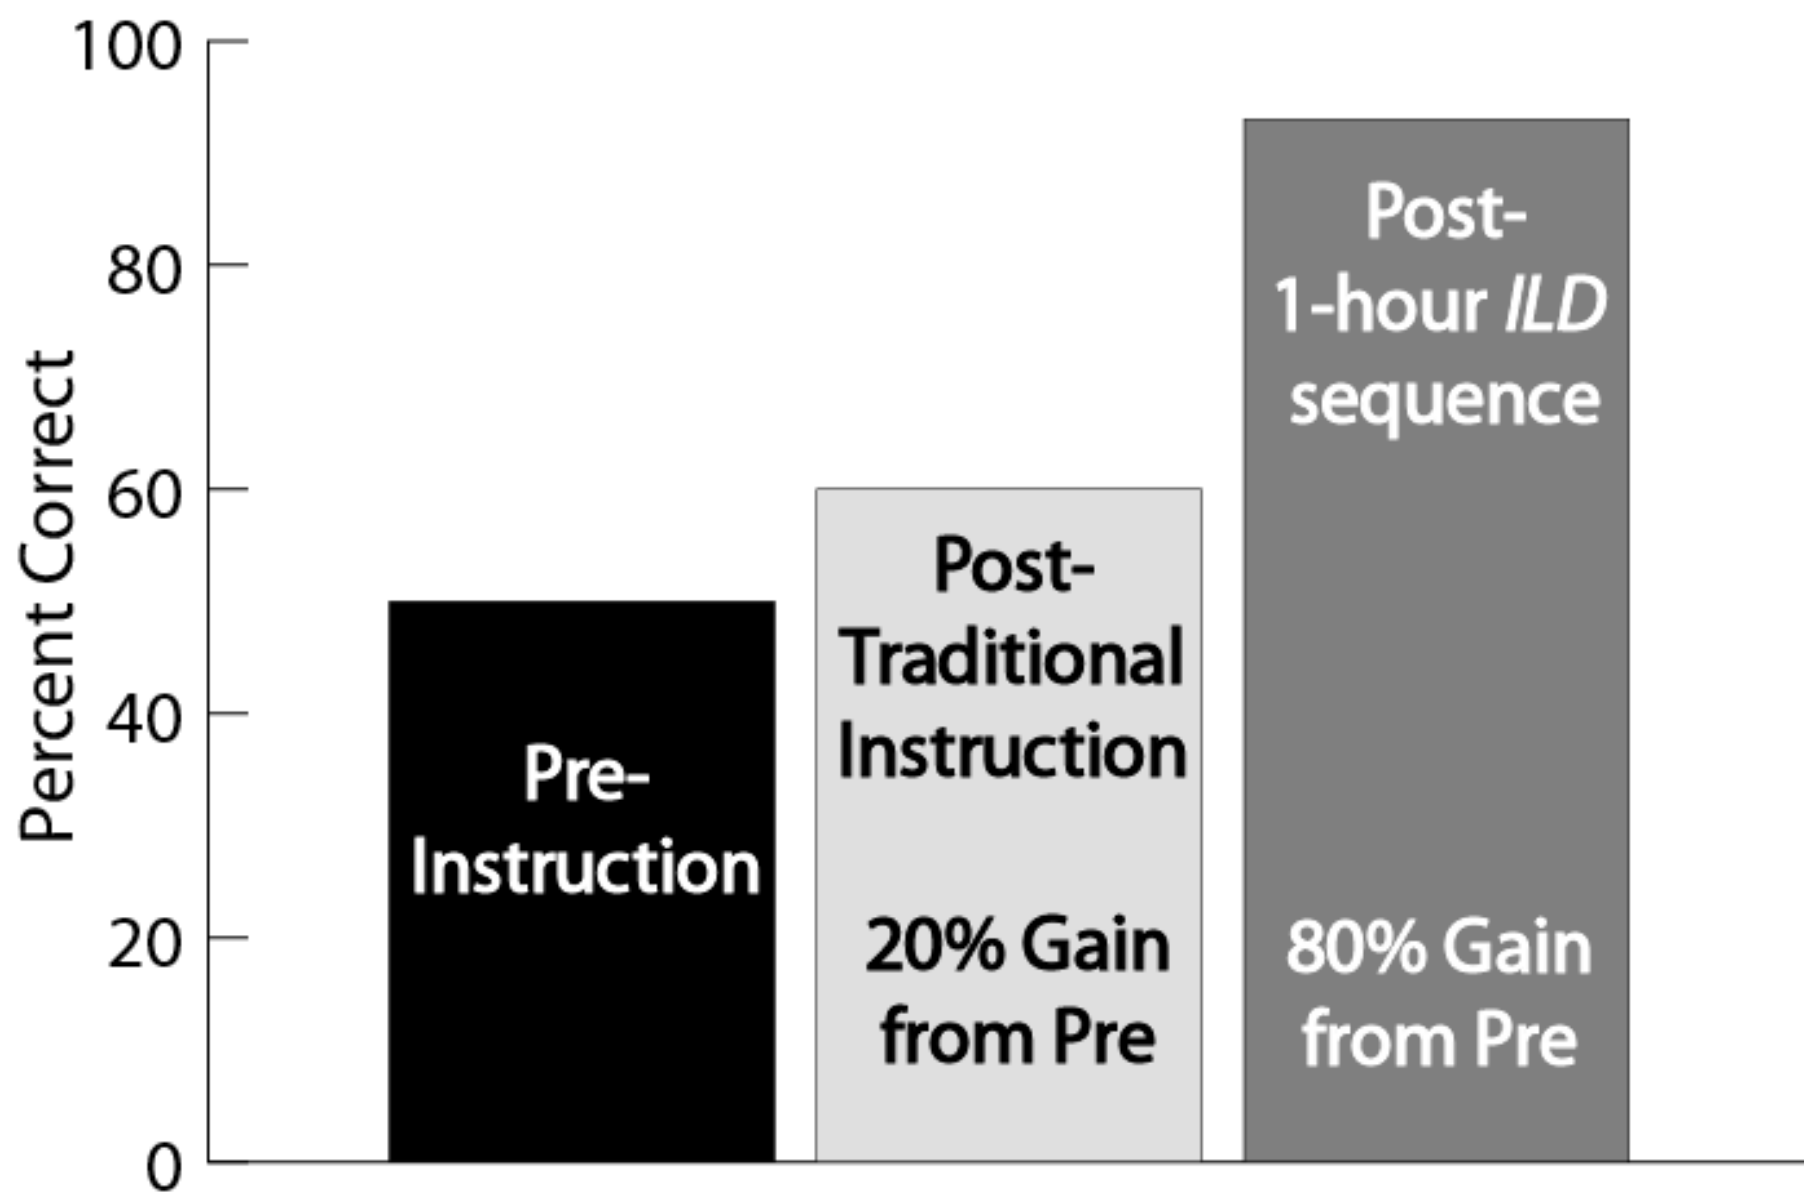 Percent Correct
100
80
60
40
20
0
Pre-
Instruction
Post-
Traditional
Instruction
20% Gain
from Pre
Post-
1-hour ILD
sequence
80% Gain
from Pre